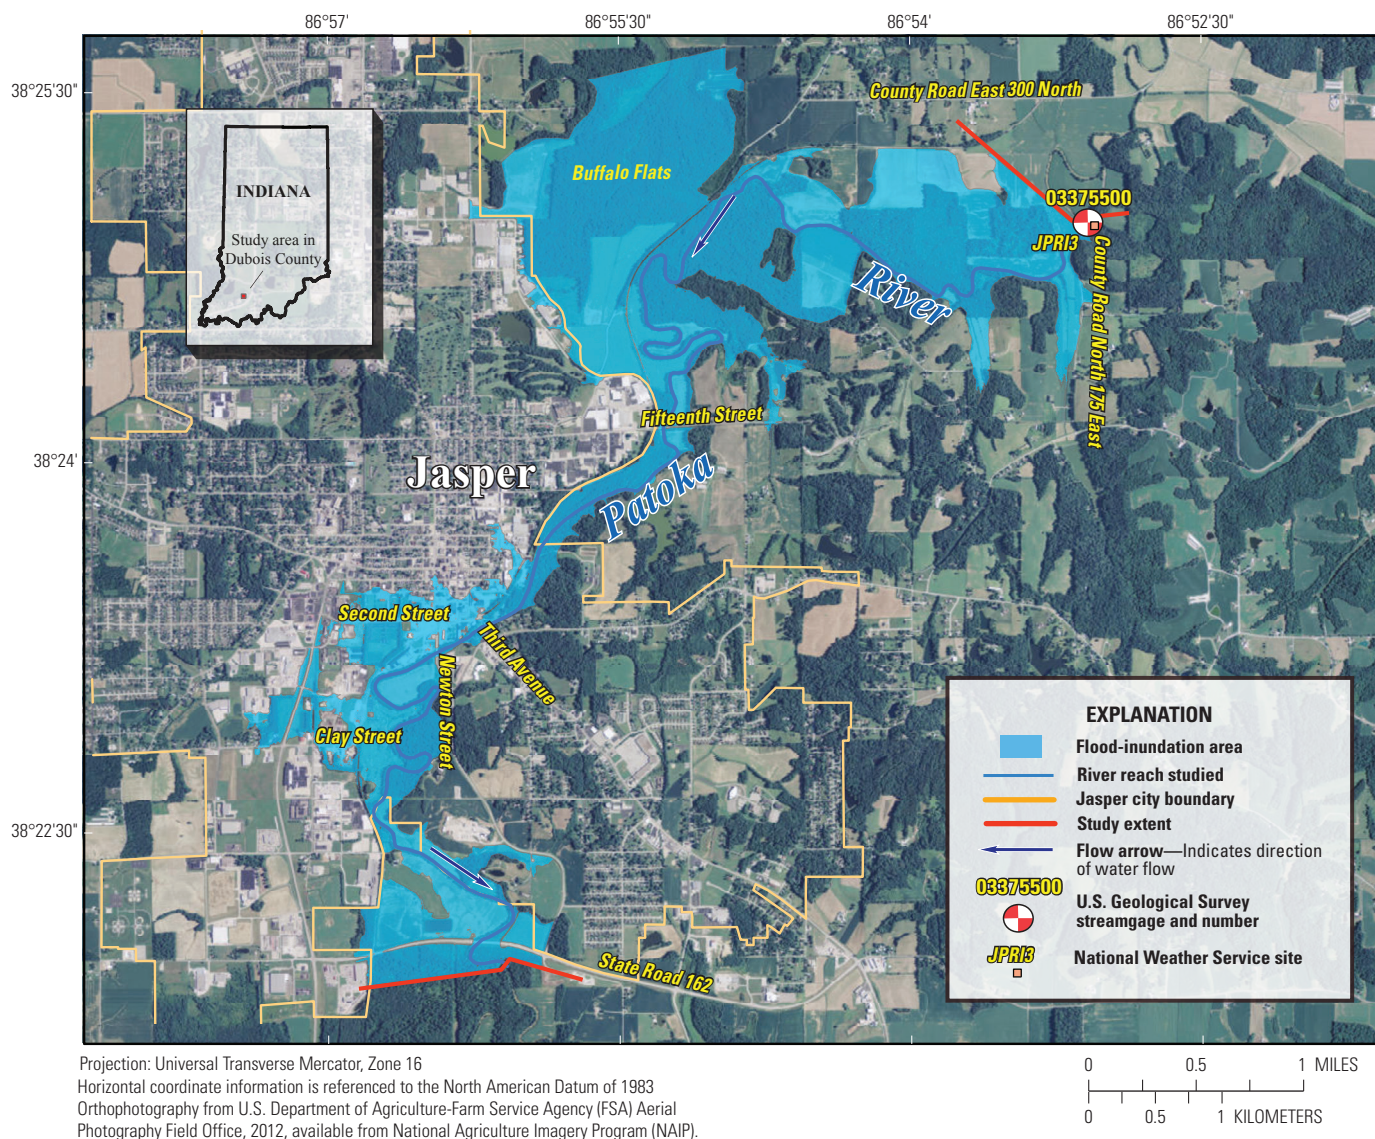 86°57'
86°55'30"
86°54'
86°52'30"
38°25'30"
38°24'
38°22'30"
County Road East 300 North
Buffalo Flats
03375500
JPRI3
County Road North 175 East
INDIANA
Study area in
Dubois County
River
Fifteenth Street
Jasper
Patoka
Second Street
Third Avenue
Newton Street
Clay Street
State Road 162
EXPLANATION
Flood-inundation area
River reach studied
Jasper city boundary
Study extent
Flow arrow—Indicates direction
of water flow
03375500
U.S. Geological Survey
streamgage and number
JPRI3
National Weather Service site
Projection: Universal Transverse Mercator, Zone 16
Horizontal coordinate information is referenced to the North American Datum of 1983
Orthophotography from U.S. Department of Agriculture-Farm Service Agency (FSA) Aerial
Photography Field Office, 2012, available from National Agriculture Imagery Program (NAIP).
0 0.5 1 MILES
0 0.5 1 KILOMETERS